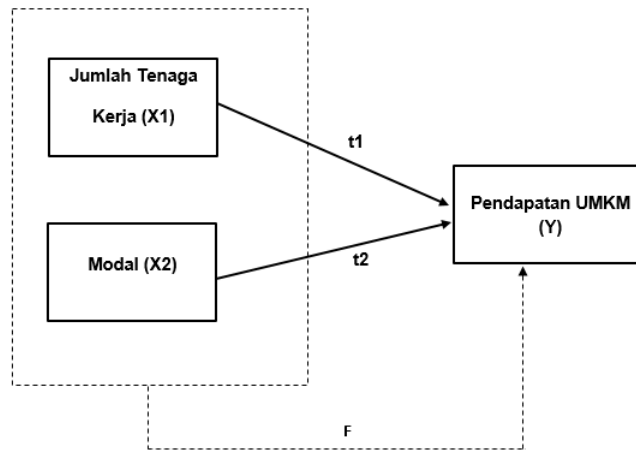 Jumlah Tenaga
Kerja (X1)
t1
Pendapatan UMKM
(Y)
Modal (X2)
t2
F